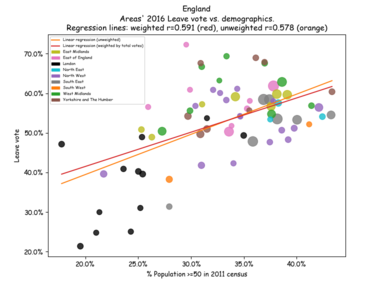 England
Areas' 2016 Leave vote vs. demographics.
Regression lines: weighted r=0.591 (red), unweighted r=0.578 (orange)
70.0%
60.0%
50.0%
40.0%
30.0%
20.0%
Leave vote
Linear regression (unweighted)
Linear regression (weighted by total votes)
East Midlands
East of England
London
North East
North West
South East
South West
West Midlands
Yorkshire and The Humber
20.0% 25.0% 30.0% 35.0% 40.0%
% Population >=50 in 2011 census